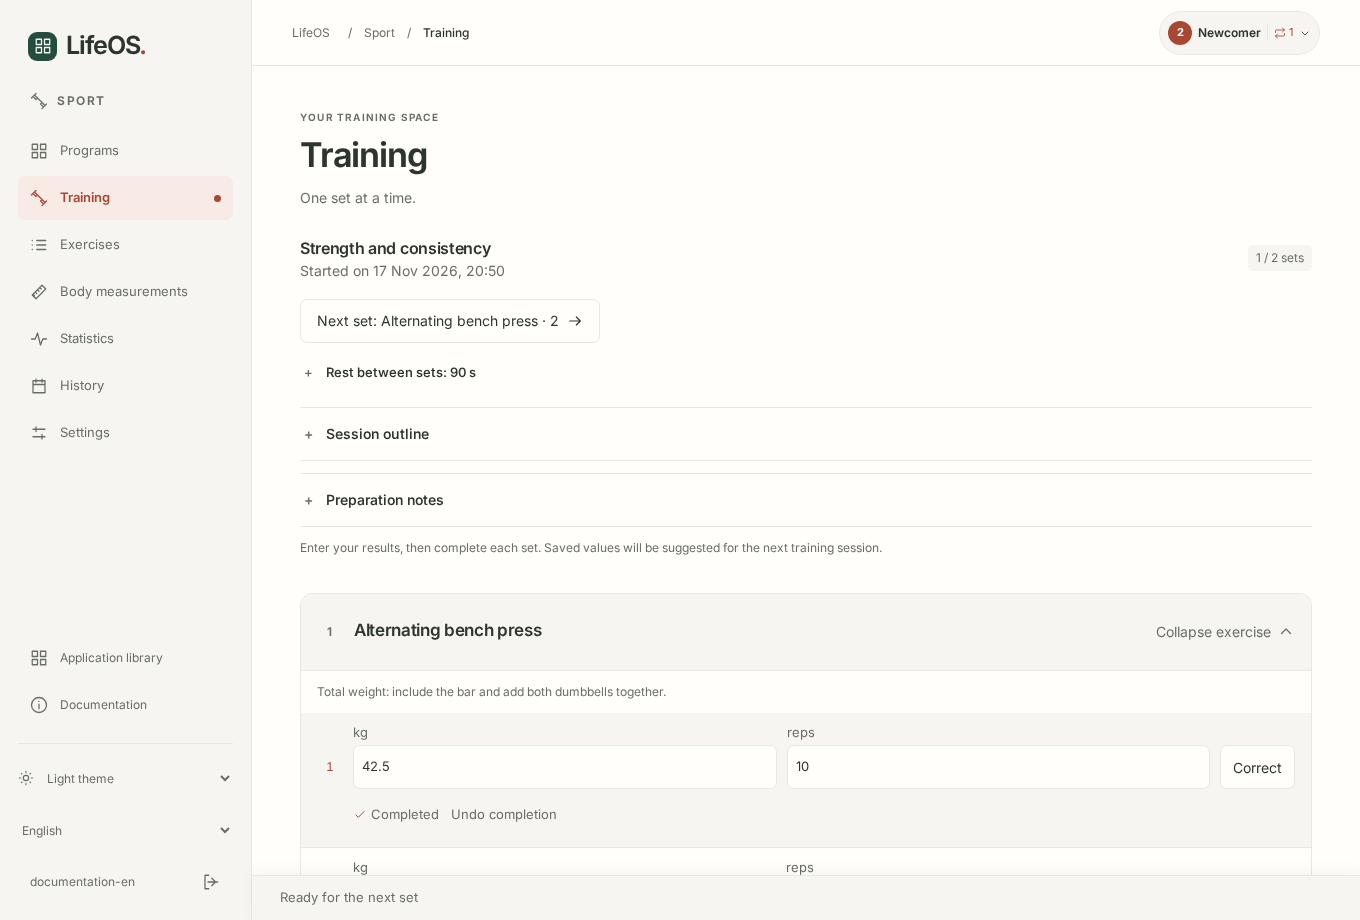 LifeOS.
SPORT
Programs
Training
Exercises
Body measurements
Statistics
History
Settings
Application library
Documentation
Light theme
English
documentation-en
LifeOS / Sport / Training
2 Newcomer 1
YOUR TRAINING SPACE
Training
One set at a time.
Strength and consistency
Started on 17 Nov 2026, 20:50
1 / 2 sets
Next set: Alternating bench press · 2 →
+ Rest between sets: 90 s
+ Session outline
+ Preparation notes
Enter your results, then complete each set. Saved values will be suggested for the next training session.
1 Alternating bench press
Collapse exercise
Total weight: include the bar and add both dumbbells together.
kg reps
1 42.5 10 Correct
✓ Completed Undo completion
kg reps
Ready for the next set